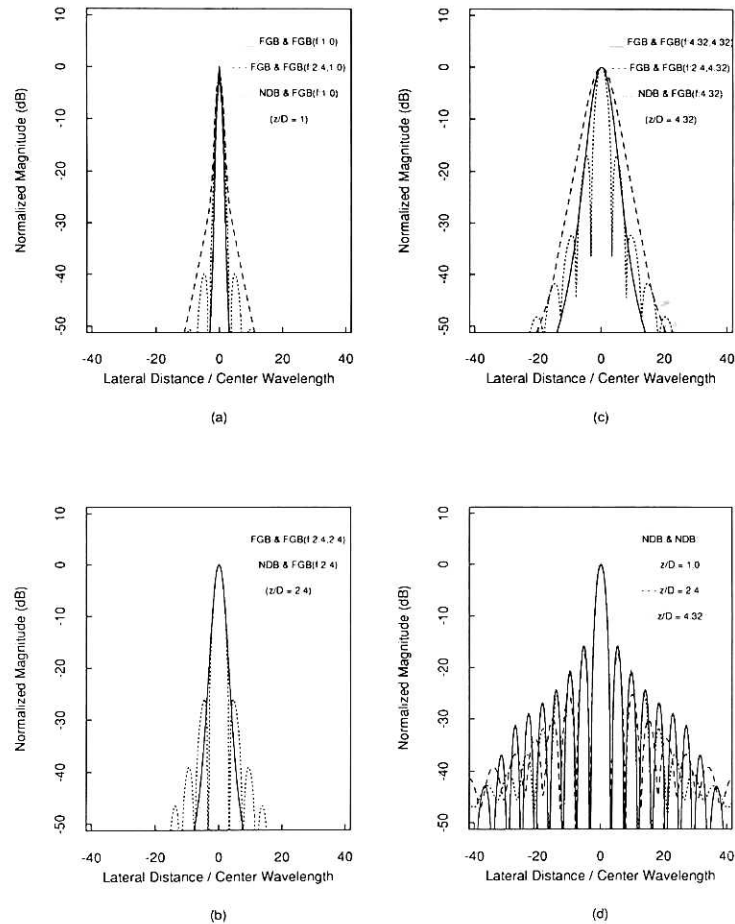 10
0
-10
-20
-30
-40
-50
Normalized Magnitude (dB)
FGB & FGB(f 1 0)
FGB & FGB(f 2 4,1 0)
NDB & FGB(f 1 0)
(z/D = 1)
-40
-20
0
20
40
Lateral Distance / Center Wavelength
(a)
10
0
-10
-20
-30
-40
-50
Normalized Magnitude (dB)
FGB & FGB(f 4 32,4 32)
FGB & FGB(f 2 4,4 32)
NDB & FGB(f 4 32)
(z/D = 4 32)
-40
-20
0
20
40
Lateral Distance / Center Wavelength
(c)
10
0
-10
-20
-30
-40
-50
Normalized Magnitude (dB)
FGB & FGB(f 2 4,2 4)
NDB & FGB(f 2 4)
(z/D = 2 4)
-40
-20
0
20
40
Lateral Distance / Center Wavelength
(b)
10
0
-10
-20
-30
-40
-50
Normalized Magnitude (dB)
NDB & NDB
z/D = 1.0
z/D = 2 4
z/D = 4 32
-40
-20
0
20
40
Lateral Distance / Center Wavelength
(d)